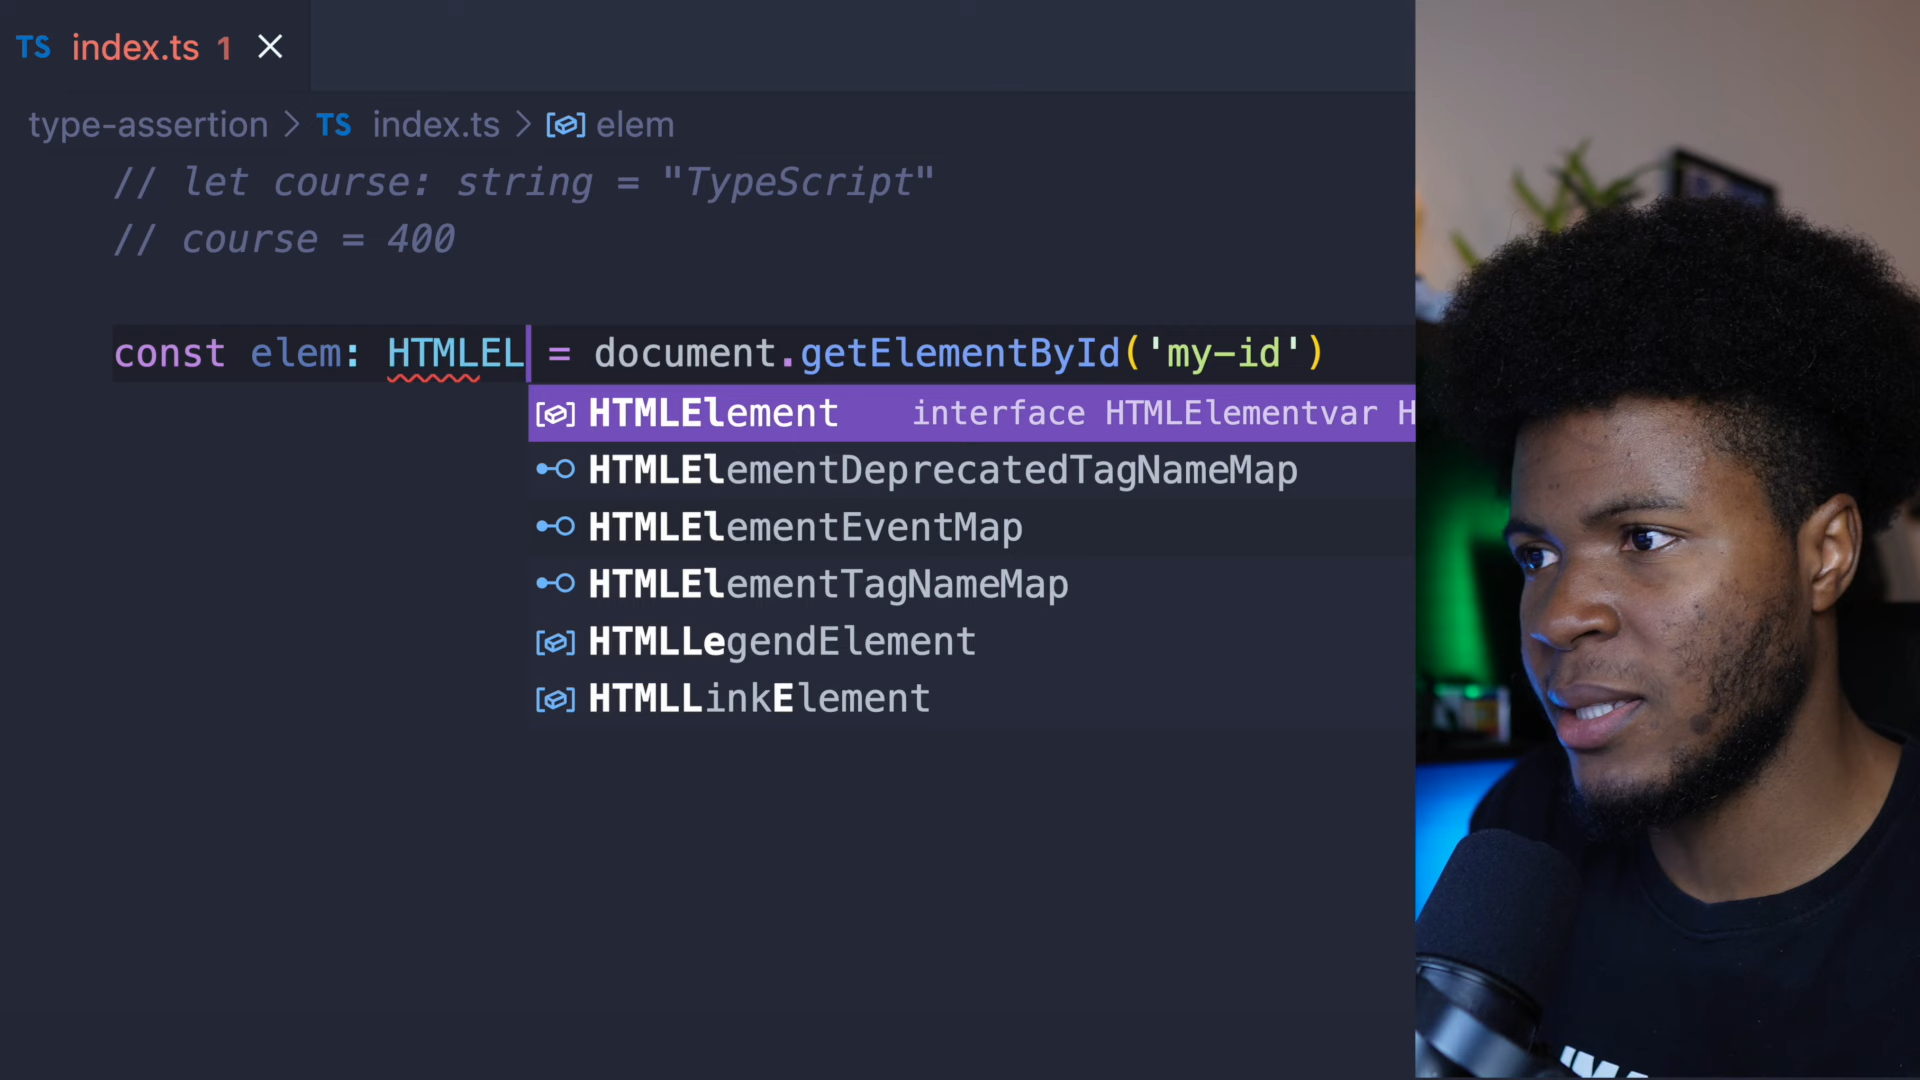 TS index.ts 1
type-assertion > TS index.ts > elem
// let course: string = "TypeScript"
// course = 400
const elem: HTMLEL = document.getElementById('my-id')
HTMLElement interface HTMLElementvar H
HTMLElementDeprecatedTagNameMap
HTMLElementEventMap
HTMLElementTagNameMap
HTMLLegendElement
HTMLLinkElement